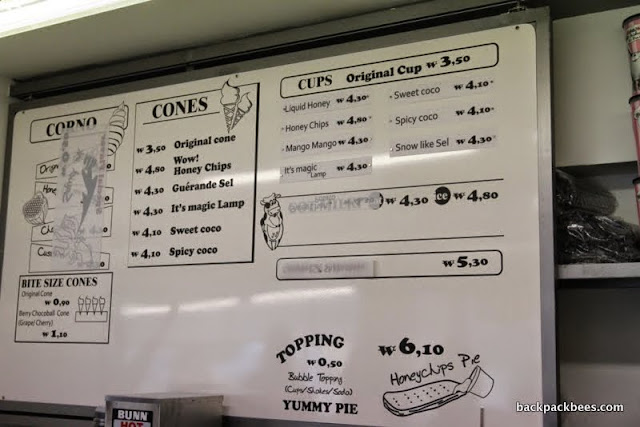 CORNO
BITE SIZE CONES
Original Cone
₩ 0,90
Berry Chocoball Cone
(Grape/Cherry)
₩ 1,10
CONES
₩ 3,50 Original cone
Wow!
₩ 4,80 Honey Chips
₩ 4,30 Guérande Sel
₩ 4,30 It's magic Lamp
₩ 4,10 Sweet coco
₩ 4,10 Spicy coco
CUPS Original Cup ₩ 3,50
Liquid Honey ₩ 4,30
Honey Chips ₩ 4,80
Mango Mango ₩ 4,30
It's magic Lamp ₩ 4,30
Sweet coco ₩ 4,10
Spicy coco ₩ 4,10
Snow like Sel ₩ 4,30
₩ 4,30 ice ₩ 4,80
₩ 5,30
TOPPING
₩ 0,50
Bubble Topping
(Cups/Shakes/Soda)
YUMMY PIE
₩ 6,10
Honeychips Pie
BUNN
HOT
backpackbees.com